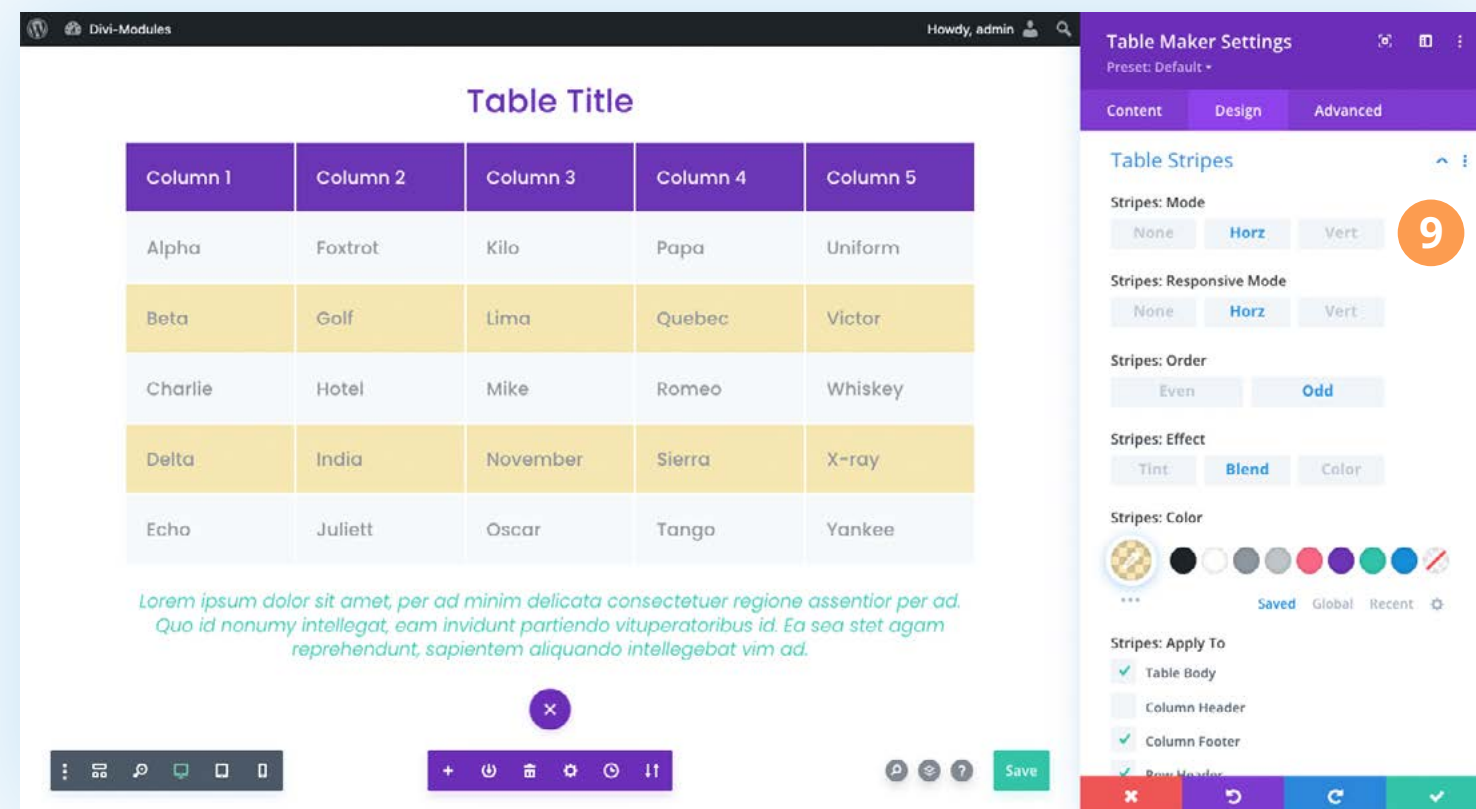 Divi-Modules
Howdy, admin
Table Title
Column 1 Column 2 Column 3 Column 4 Column 5
Alpha Foxtrot Kilo Papa Uniform
Beta Golf Lima Quebec Victor
Charlie Hotel Mike Romeo Whiskey
Delta India November Sierra X-ray
Echo Juliett Oscar Tango Yankee
Lorem ipsum dolor sit amet, per ad minim delicata consectetuer regione assentior per ad.
Quo id nonumy intellegat, eam invidunt partiendo vituperatoribus id. Ea sea stet agam
reprehendunt, sapientem aliquando intellegebat vim ad.
Save
Table Maker Settings
Preset: Default
Content Design Advanced
Table Stripes
Stripes: Mode
None Horz Vert
9
Stripes: Responsive Mode
None Horz Vert
Stripes: Order
Even Odd
Stripes: Effect
Tint Blend Color
Stripes: Color
Saved Global Recent
Stripes: Apply To
Table Body
Column Header
Column Footer
Row Header